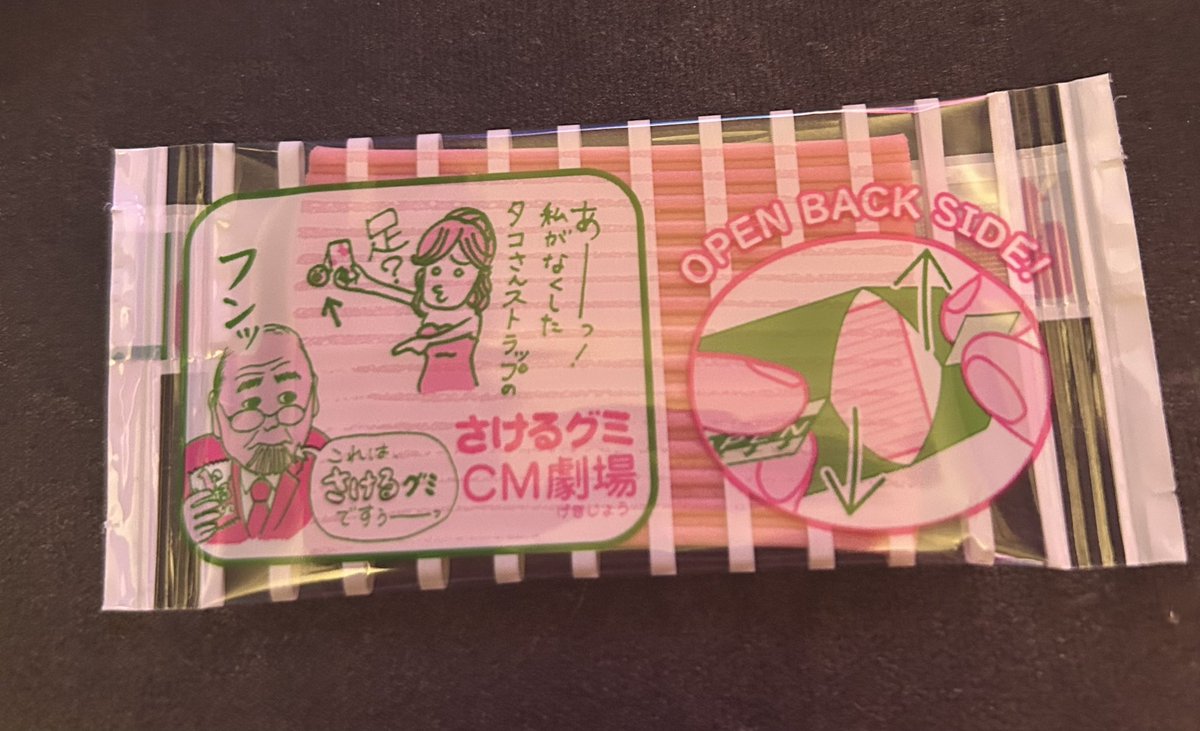 あーーっ!
私がなくした
タコさんストラップの
足?
フンッ
これは
さけるグミ
ですぅーーっ
さけるグミ
CM劇場
げきじょう
OPEN BACK SIDE!